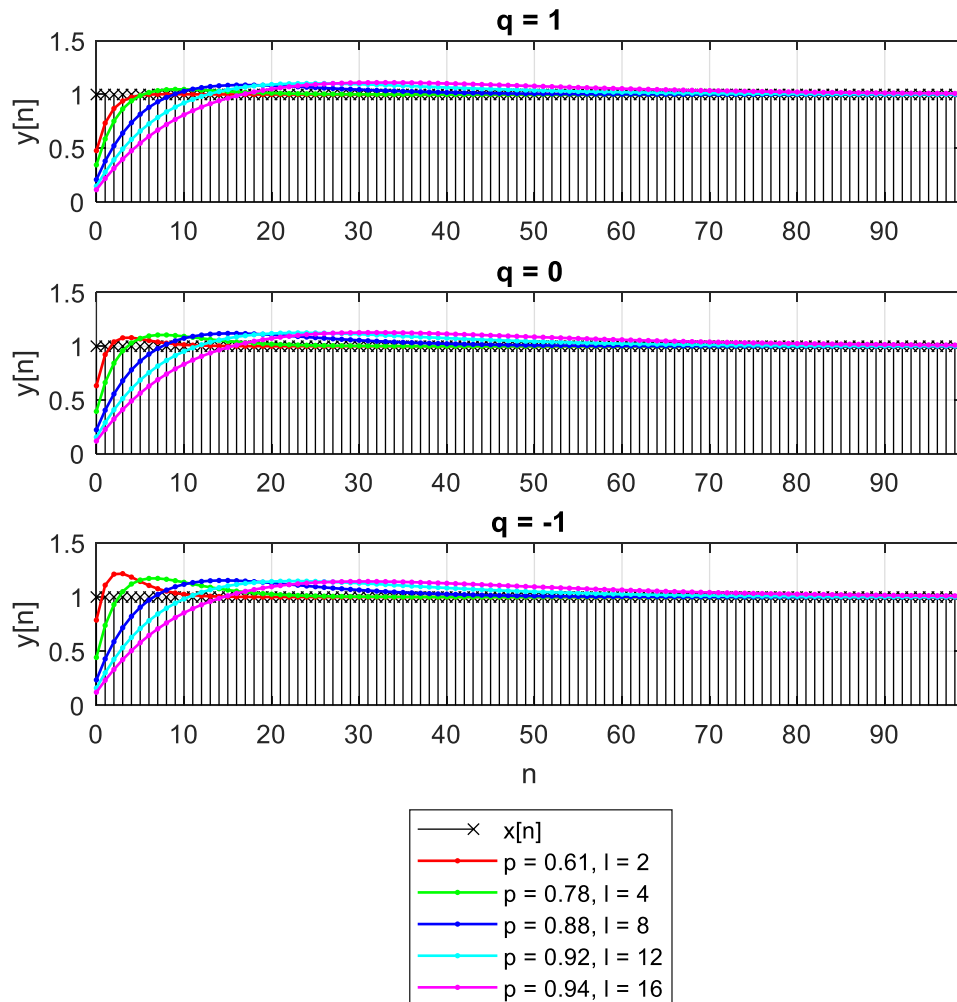 q = 1
1.5
1
0.5
0
y[n]
0 10 20 30 40 50 60 70 80 90
q = 0
1.5
1
0.5
0
y[n]
0 10 20 30 40 50 60 70 80 90
q = -1
1.5
1
0.5
0
y[n]
0 10 20 30 40 50 60 70 80 90
n
x[n]
p = 0.61, l = 2
p = 0.78, l = 4
p = 0.88, l = 8
p = 0.92, l = 12
p = 0.94, l = 16